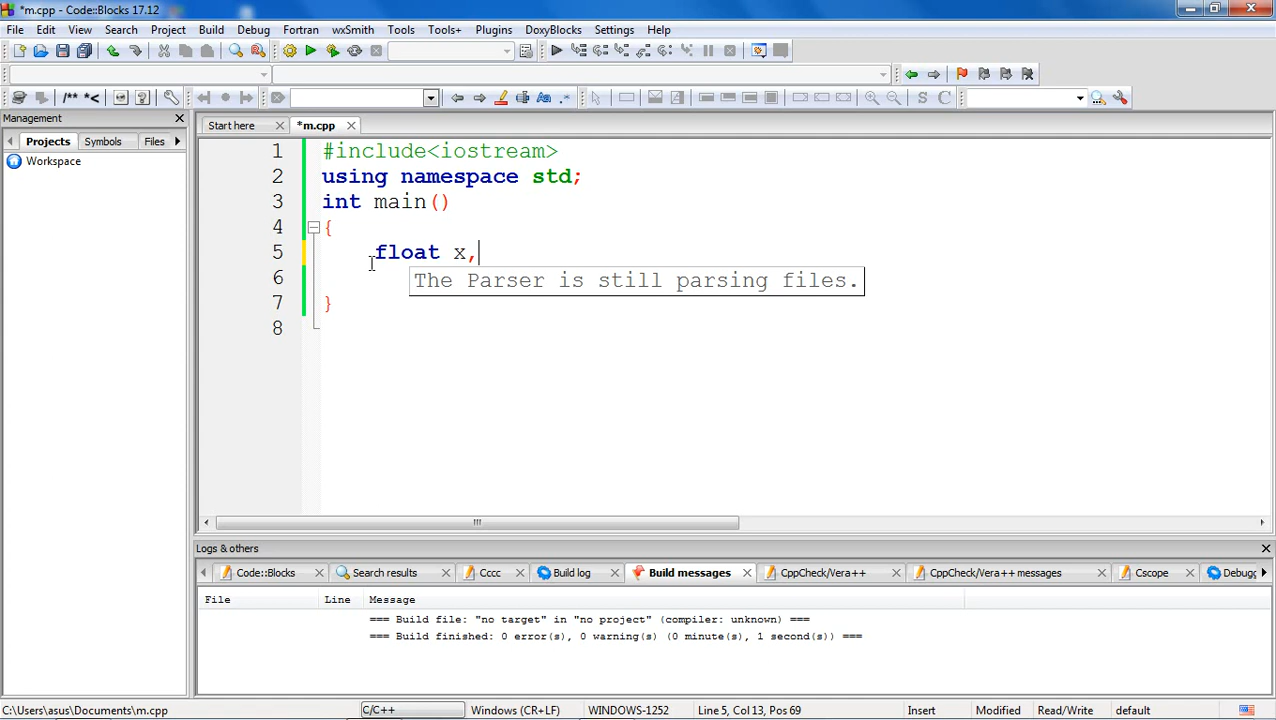 *m.cpp - Code::Blocks 17.12
File Edit View Search Project Build Debug Fortran wxSmith Tools Tools+ Plugins DoxyBlocks Settings Help
/** *<
Management
Projects Symbols Files
Workspace
Start here *m.cpp
1 #include<iostream>
2 using namespace std;
3 int main()
4 {
5 float x,
6 The Parser is still parsing files.
7 }
8
Logs & others
Code::Blocks Search results Cccc Build log Build messages CppCheck/Vera++ CppCheck/Vera++ messages Cscope Debugg
File Line Message
=== Build file: "no target" in "no project" (compiler: unknown) ===
=== Build finished: 0 error(s), 0 warning(s) (0 minute(s), 1 second(s)) ===
C:\Users\asus\Documents\m.cpp C/C++ Windows (CR+LF) WINDOWS-1252 Line 5, Col 13, Pos 69 Insert Modified Read/Write default